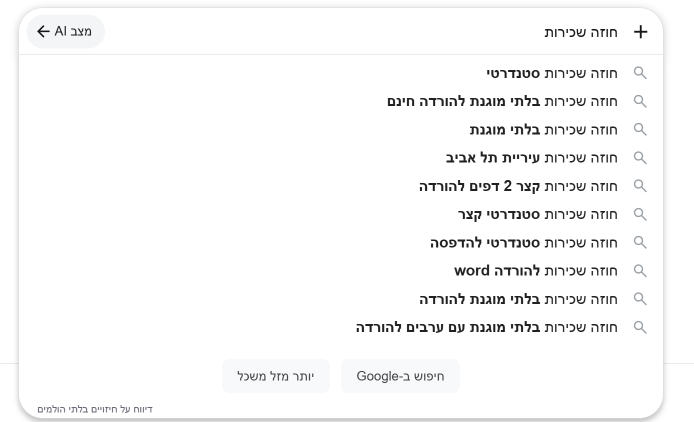 חוזה שכירות
מצב AI
חוזה שכירות סטנדרטי
חוזה שכירות בלתי מוגנת להורדה חינם
חוזה שכירות בלתי מוגנת
חוזה שכירות עיריית תל אביב
חוזה שכירות קצר 2 דפים להורדה
חוזה שכירות סטנדרטי קצר
חוזה שכירות סטנדרטי להדפסה
חוזה שכירות להורדה word
חוזה שכירות בלתי מוגנת להורדה
חוזה שכירות בלתי מוגנת עם ערבים להורדה
חיפוש ב-Google
יותר מזל משכל
דיווח על חיזויים בלתי הולמים